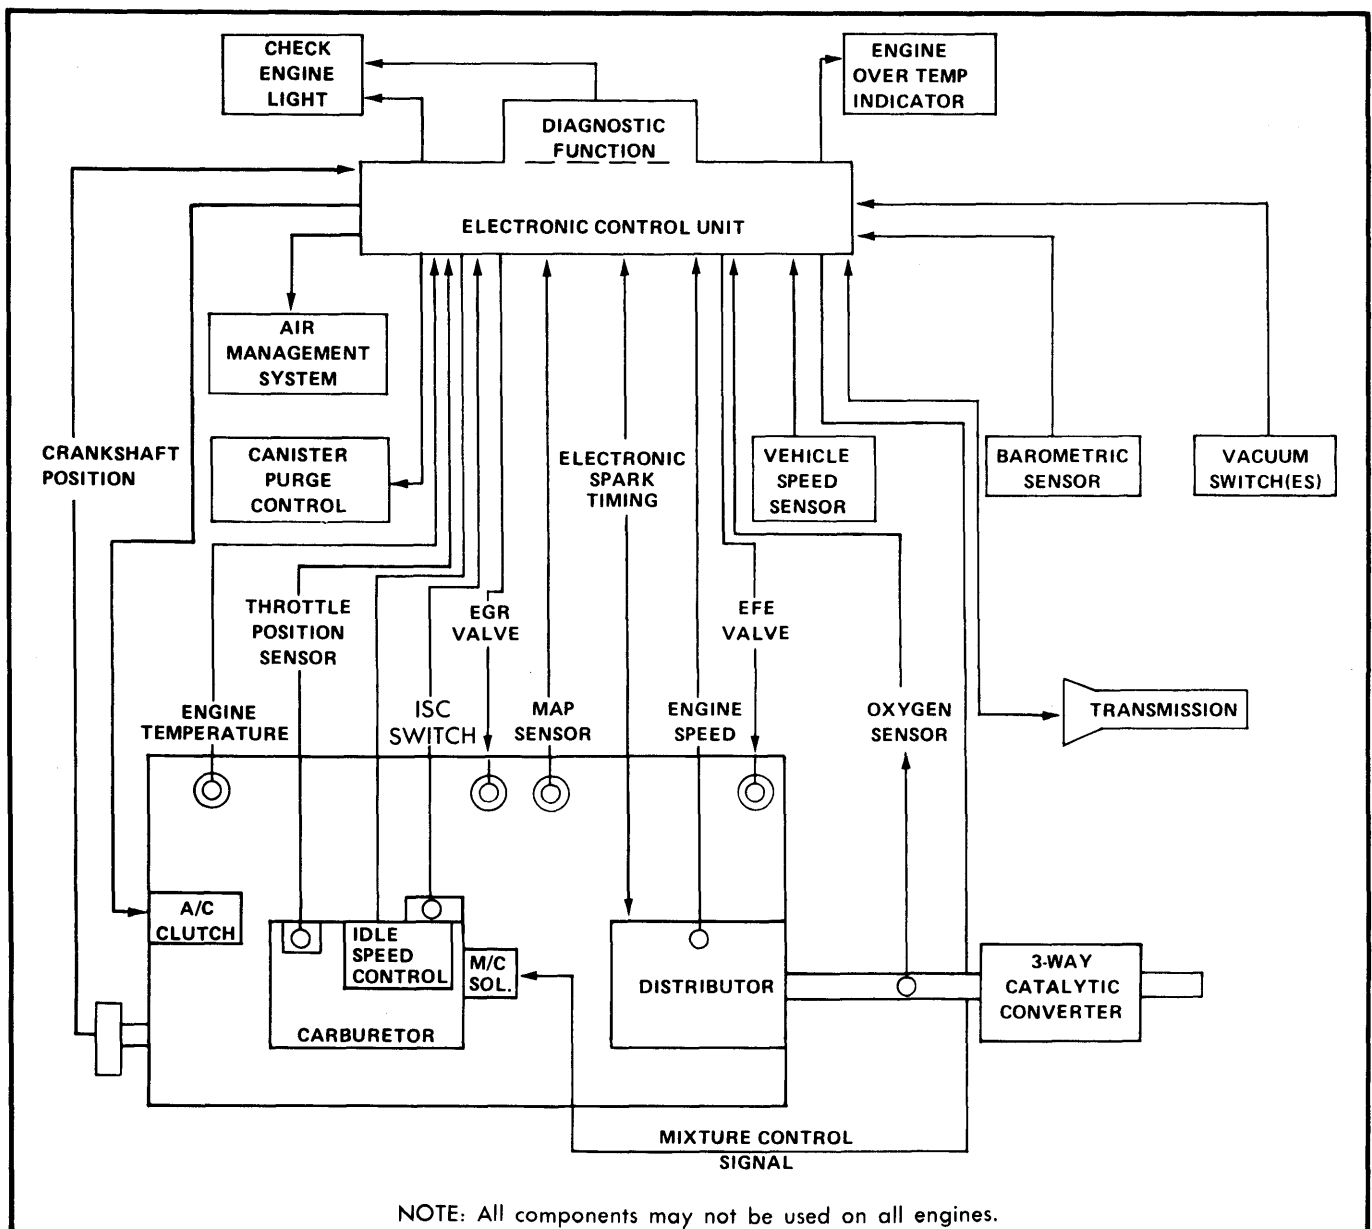 CHECK
ENGINE
LIGHT
ENGINE
OVER TEMP
INDICATOR
DIAGNOSTIC
FUNCTION
ELECTRONIC CONTROL UNIT
AIR
MANAGEMENT
SYSTEM
CRANKSHAFT
POSITION
CANISTER
PURGE
CONTROL
ELECTRONIC
SPARK
TIMING
VEHICLE
SPEED
SENSOR
BAROMETRIC
SENSOR
VACUUM
SWITCH(ES)
THROTTLE
POSITION
SENSOR
EGR
VALVE
EFE
VALVE
ENGINE
TEMPERATURE
ISC
SWITCH
MAP
SENSOR
ENGINE
SPEED
OXYGEN
SENSOR
TRANSMISSION
A/C
CLUTCH
IDLE
SPEED
CONTROL
M/C
SOL.
CARBURETOR
DISTRIBUTOR
3-WAY
CATALYTIC
CONVERTER
MIXTURE CONTROL
SIGNAL
NOTE: All components may not be used on all engines.